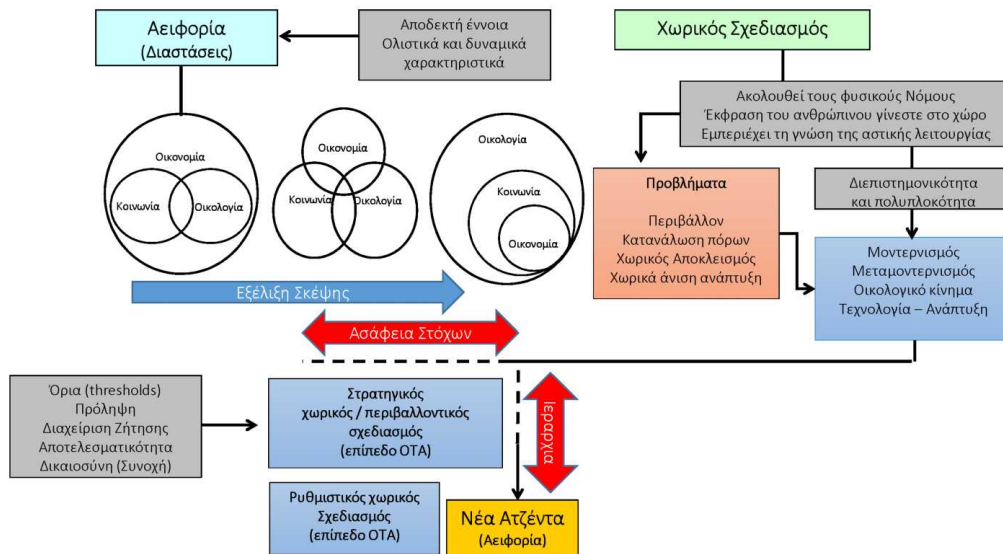 Αειφορία
(Διαστάσεις)
Αποδεκτή έννοια
Ολιστικά και δυναμικά
χαρακτηριστικά
Χωρικός Σχεδιασμός
Ακολουθεί τους φυσικούς Νόμους
Έκφραση του ανθρώπινου γίνεστε στο χώρο
Εμπεριέχει τη γνώση της αστικής λειτουργίας
Οικονομία
Κοινωνία
Οικολογία
Οικονομία
Κοινωνία
Οικολογία
Οικολογία
Κοινωνία
Οικονομία
Προβλήματα
Περιβάλλον
Κατανάλωση πόρων
Χωρικός Αποκλεισμός
Χωρικά άνιση ανάπτυξη
Διεπιστημονικότητα
και πολυπλοκότητα
Μοντερνισμός
Μεταμοντερνισμός
Οικολογικό κίνημα
Τεχνολογία – Ανάπτυξη
Εξέλιξη Σκέψης
Ασάφεια Στόχων
Όρια (thresholds)
Πρόληψη
Διαχείριση Ζήτησης
Αποτελεσματικότητα
Δικαιοσύνη (Συνοχή)
Στρατηγικός
χωρικός / περιβαλλοντικός
σχεδιασμός
(επίπεδο ΟΤΑ)
Ιεραρχία
Ρυθμιστικός χωρικός
Σχεδιασμός
(επίπεδο ΟΤΑ)
Νέα Ατζέντα
(Αειφορία)